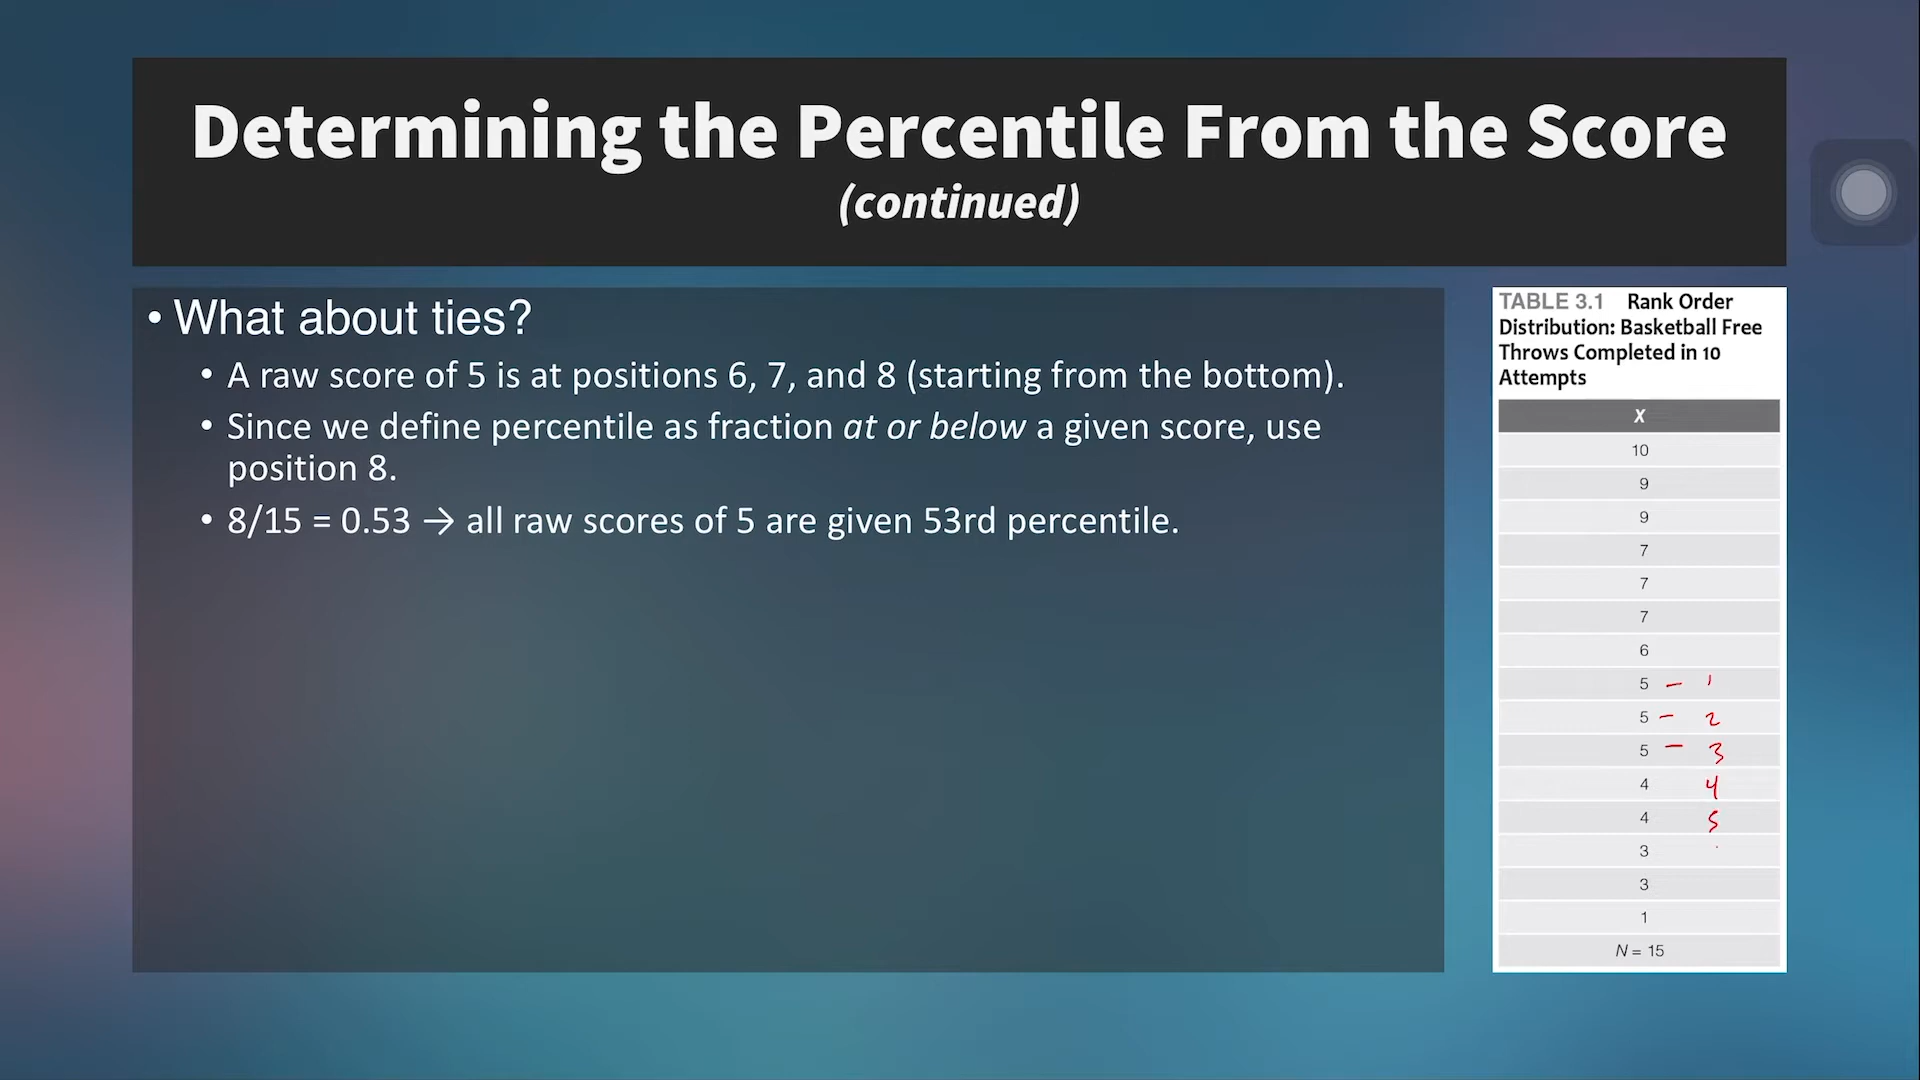 Determining the Percentile From the Score
(continued)
• What about ties?
• A raw score of 5 is at positions 6, 7, and 8 (starting from the bottom).
• Since we define percentile as fraction at or below a given score, use
position 8.
• 8/15 = 0.53 → all raw scores of 5 are given 53rd percentile.
TABLE 3.1 Rank Order
Distribution: Basketball Free
Throws Completed in 10
Attempts
X
10
9
9
7
7
7
6
5 – 1
5 – 2
5 – 3
4 4
4 5
3
3
1
N = 15